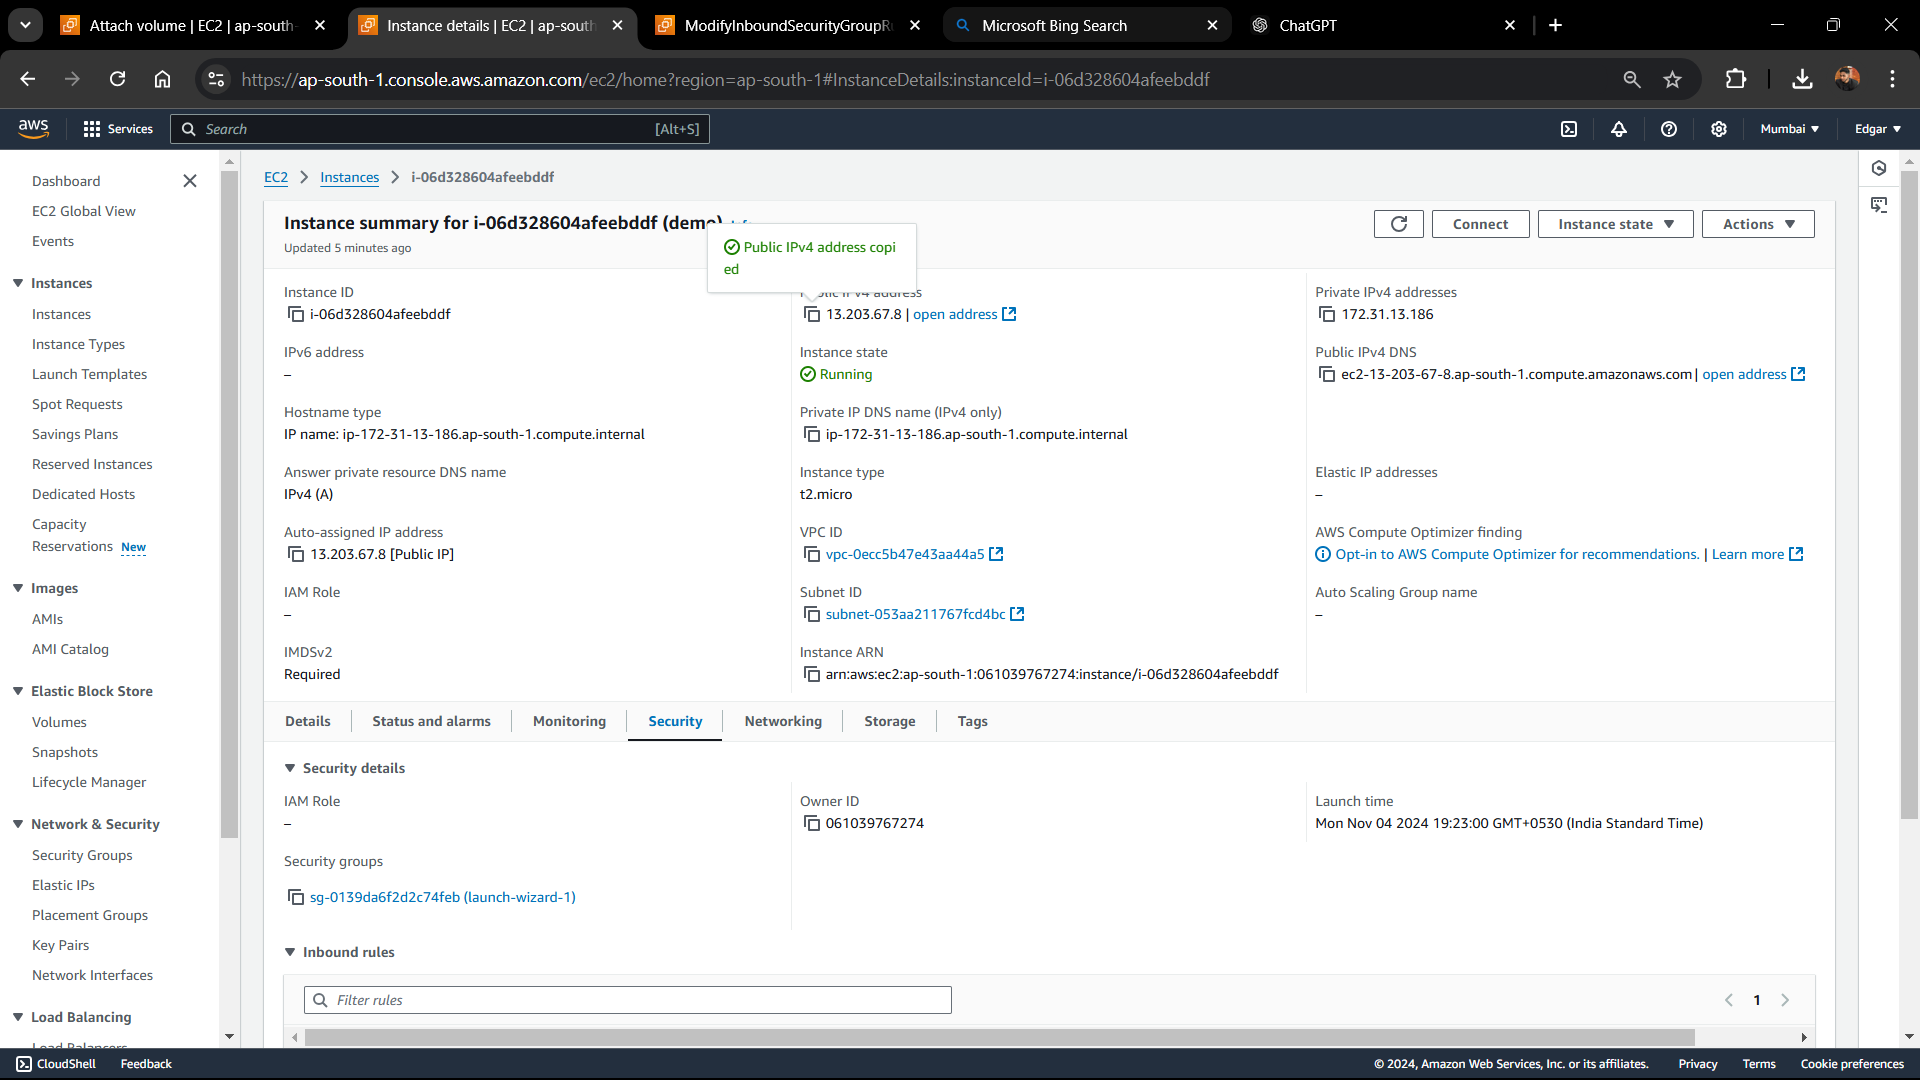 Attach volume | EC2 | ap-south-
Instance details | EC2 | ap-south
ModifyInboundSecurityGroupRu
Microsoft Bing Search
ChatGPT
https://ap-south-1.console.aws.amazon.com/ec2/home?region=ap-south-1#InstanceDetails:instanceId=i-06d328604afeebddf
aws
Services
Search
[Alt+S]
Mumbai
Edgar
Dashboard
EC2 Global View
Events
Instances
Instances
Instance Types
Launch Templates
Spot Requests
Savings Plans
Reserved Instances
Dedicated Hosts
Capacity
Reservations New
Images
AMIs
AMI Catalog
Elastic Block Store
Volumes
Snapshots
Lifecycle Manager
Network & Security
Security Groups
Elastic IPs
Placement Groups
Key Pairs
Network Interfaces
Load Balancing
Load Balancers
EC2
Instances
i-06d328604afeebddf
Instance summary for i-06d328604afeebddf (demo)
Updated 5 minutes ago
Public IPv4 address copi
ed
Connect
Instance state
Actions
Instance ID
i-06d328604afeebddf
Public IPv4 address
13.203.67.8 | open address
Private IPv4 addresses
172.31.13.186
IPv6 address
–
Instance state
Running
Public IPv4 DNS
ec2-13-203-67-8.ap-south-1.compute.amazonaws.com | open address
Hostname type
IP name: ip-172-31-13-186.ap-south-1.compute.internal
Private IP DNS name (IPv4 only)
ip-172-31-13-186.ap-south-1.compute.internal
Answer private resource DNS name
IPv4 (A)
Instance type
t2.micro
Elastic IP addresses
–
Auto-assigned IP address
13.203.67.8 [Public IP]
VPC ID
vpc-0ecc5b47e43aa44a5
AWS Compute Optimizer finding
Opt-in to AWS Compute Optimizer for recommendations. | Learn more
IAM Role
–
Subnet ID
subnet-053aa211767fcd4bc
Auto Scaling Group name
–
IMDSv2
Required
Instance ARN
arn:aws:ec2:ap-south-1:061039767274:instance/i-06d328604afeebddf
Details
Status and alarms
Monitoring
Security
Networking
Storage
Tags
Security details
IAM Role
–
Owner ID
061039767274
Launch time
Mon Nov 04 2024 19:23:00 GMT+0530 (India Standard Time)
Security groups
sg-0139da6f2d2c74feb (launch-wizard-1)
Inbound rules
Filter rules
1
CloudShell
Feedback
© 2024, Amazon Web Services, Inc. or its affiliates.
Privacy
Terms
Cookie preferences